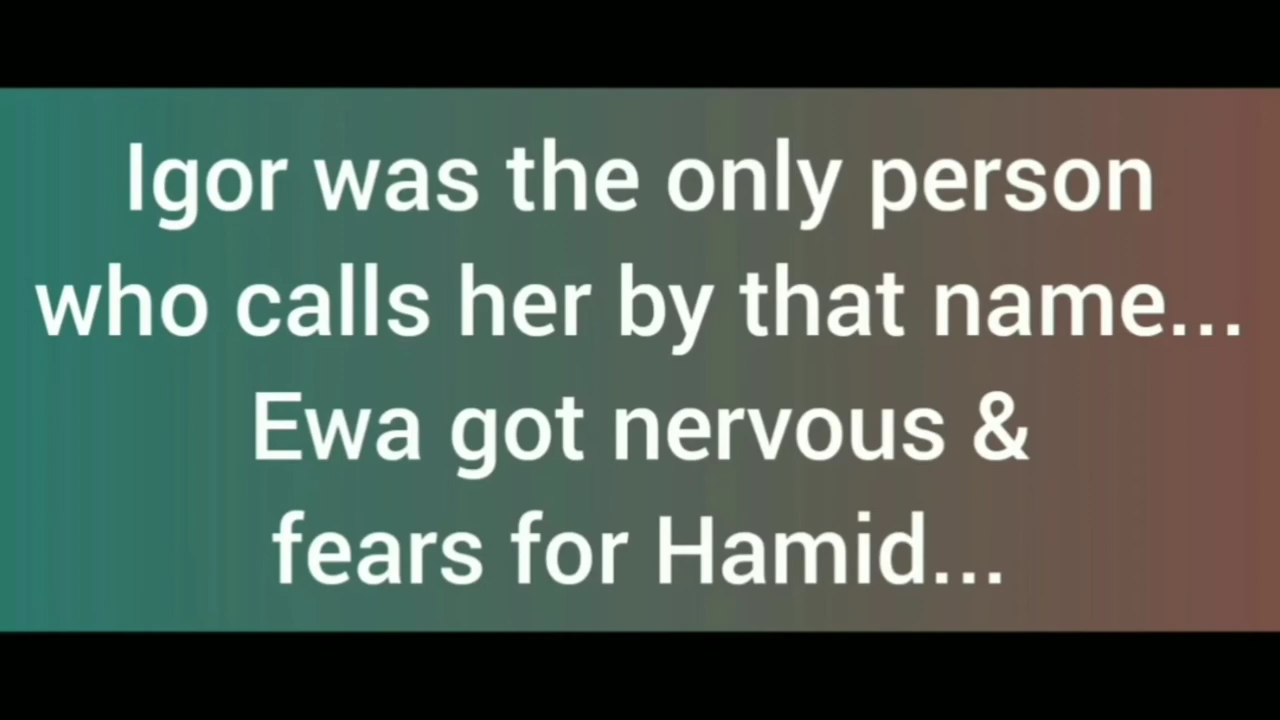 Igor was the only person
who calls her by that name...
Ewa got nervous &
fears for Hamid...